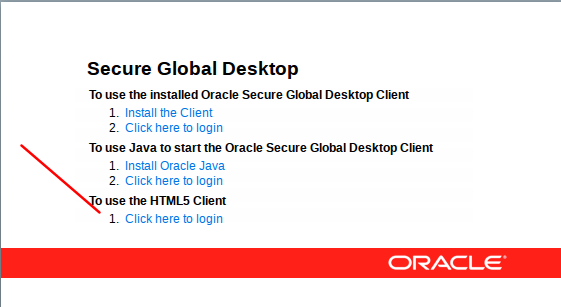 Secure Global Desktop
To use the installed Oracle Secure Global Desktop Client
1. Install the Client
2. Click here to login
To use Java to start the Oracle Secure Global Desktop Client
1. Install Oracle Java
2. Click here to login
To use the HTML5 Client
1. Click here to login
ORACLE®